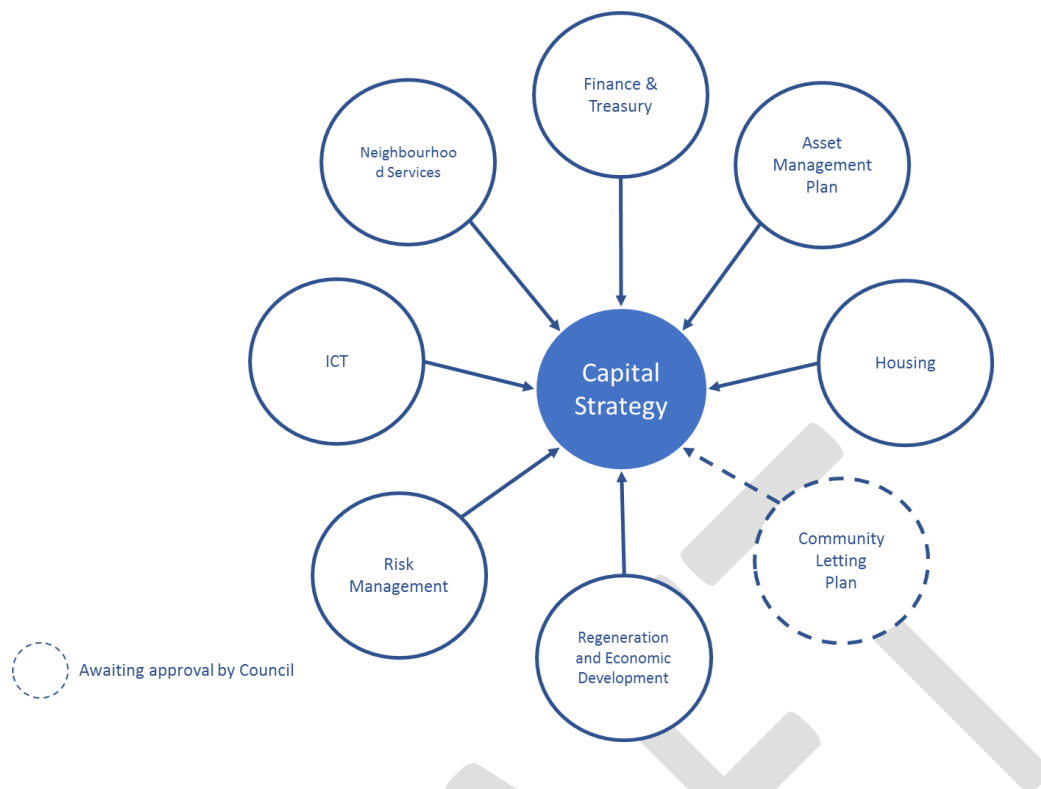 Finance &
Treasury
Neighbourhoo
d Services
Asset
Management
Plan
ICT
Capital
Strategy
Housing
Community
Letting
Plan
Risk
Management
Regeneration
and Economic
Development
Awaiting approval by Council